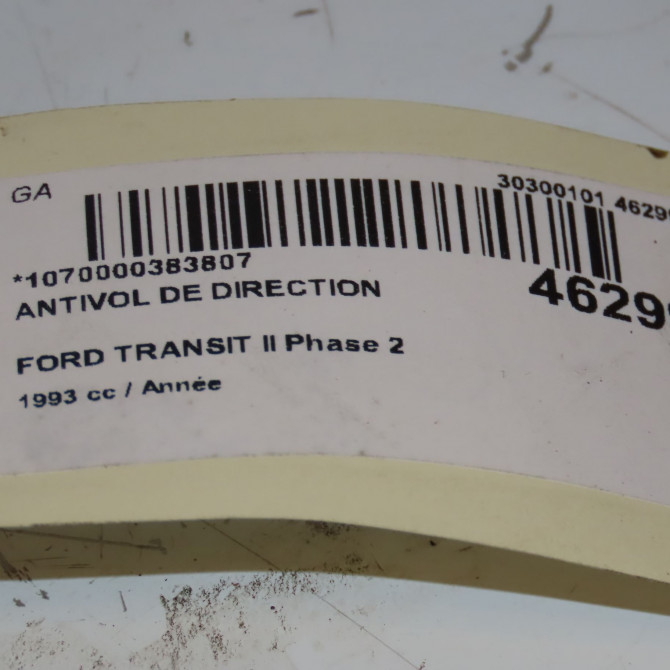 GA
30300101 4629
*1070000383807
ANTIVOL DE DIRECTION
4629
FORD TRANSIT II Phase 2
1993 cc / Année